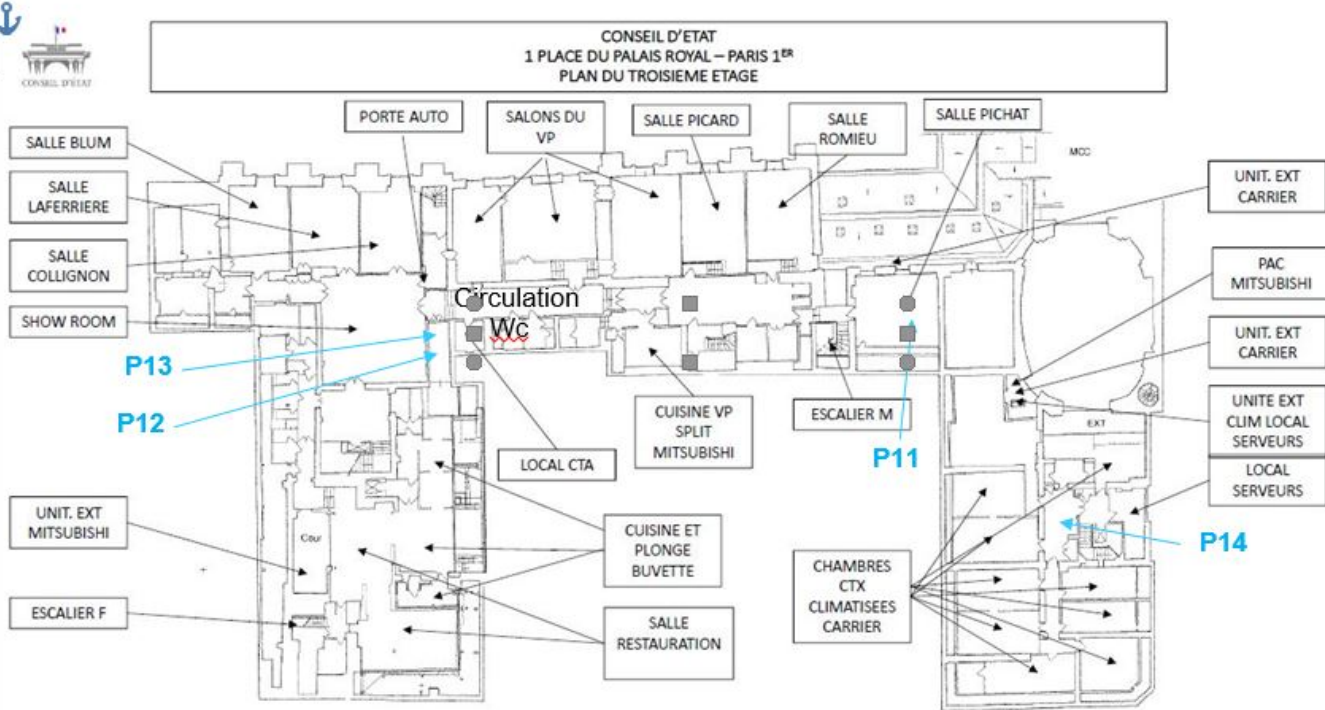 CONSEIL D'ETAT
1 PLACE DU PALAIS ROYAL – PARIS 1ER
PLAN DU TROISIEME ETAGE
CONSEIL D'ÉTAT
PORTE AUTO
SALONS DU
VP
SALLE PICARD
SALLE
ROMIEU
SALLE PICHAT
MCC
SALLE BLUM
SALLE
LAFERRIERE
SALLE
COLLIGNON
SHOW ROOM
UNIT. EXT
CARRIER
PAC
MITSUBISHI
UNIT. EXT
CARRIER
UNITE EXT
CLIM LOCAL
SERVEURS
LOCAL
SERVEURS
Circulation
Wc
P13
P12
P11
P14
EXT
CUISINE VP
SPLIT
MITSUBISHI
ESCALIER M
LOCAL CTA
UNIT. EXT
MITSUBISHI
Cour
CUISINE ET
PLONGE
BUVETTE
CHAMBRES
CTX
CLIMATISEES
CARRIER
ESCALIER F
SALLE
RESTAURATION